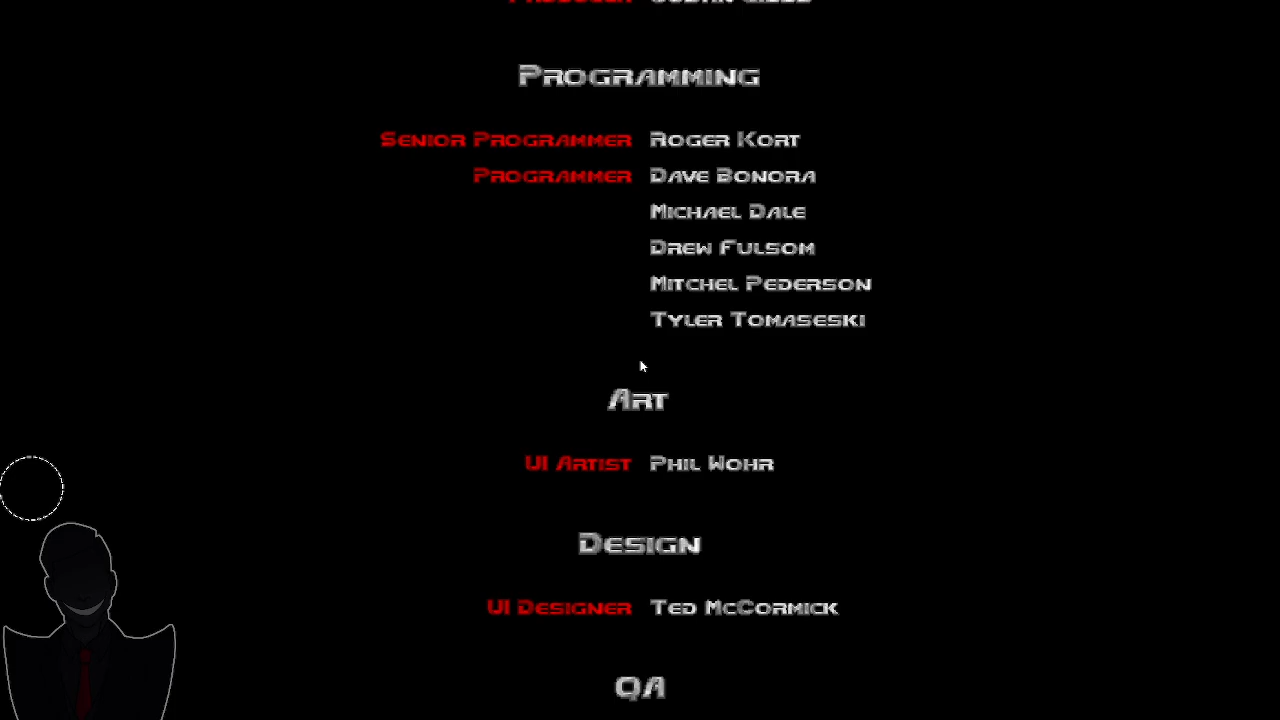 Programming
Senior Programmer Roger Kort
Programmer Dave Bonora
Michael Dale
Drew Fulsom
Mitchel Pederson
Tyler Tomaseski
Art
UI Artist Phil Wohr
Design
UI Designer Ted McCormick
QA